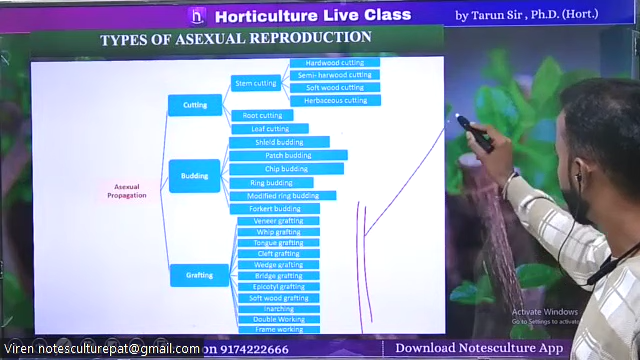 h
Horticulture Live Class
by Tarun Sir , Ph.D. (Hort.)
TYPES OF ASEXUAL REPRODUCTION
Asexual
Propagation
Cutting
Stem cutting
Hardwood cutting
Semi- harwood cutting
Soft wood cutting
Herbaceous cutting
Root cutting
Leaf cutting
Budding
Shield budding
Patch budding
Chip budding
Ring budding
Modified ring budding
Forkert budding
Grafting
Veneer grafting
Whip grafting
Tongue grafting
Cleft grafting
Wedge grafting
Bridge grafting
Epicotyl grafting
Soft wood grafting
Inarching
Double Working
Frame working
Activate Windows
Go to Settings to activate
Viren notesculturepat@gmail.com
on 9174222666
Download Notesculture App